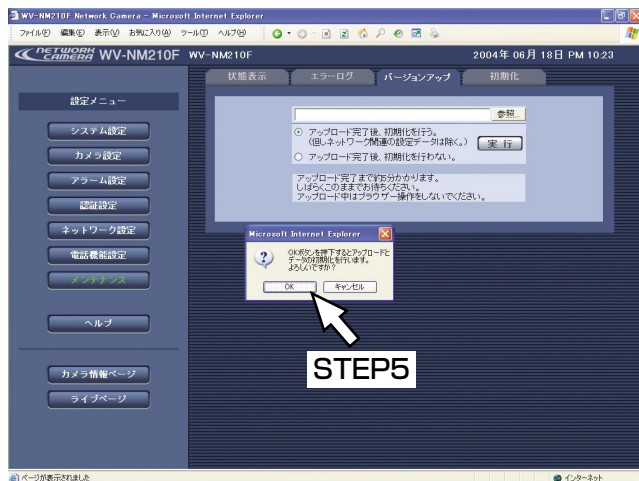 WV-NM210F Network Camera - Microsoft Internet Explorer
ファイル(F) 編集(E) 表示(V) お気に入り(A) ツール(T) ヘルプ(H)
NETWORK CAMERA WV-NM210F WV-NM210F 2004年 06月 18日 PM 10:23
状態表示 エラーログ バージョンアップ 初期化
設定メニュー
システム設定
カメラ設定
アラーム設定
認証設定
ネットワーク設定
電話機能設定
メンテナンス
ヘルプ
カメラ情報ページ
ライブページ
参照...
アップロード完了後、初期化を行う。
(但しネットワーク関連の設定データは除く。)
実 行
アップロード完了後、初期化を行わない。
アップロード完了まで約5分かかります。
しばらくこのままでお待ちください。
アップロード中はブラウザー操作をしないでください。
Microsoft Internet Explorer
OKボタンを押下するとアップロードと
データの初期化を行います。
よろしいですか?
OK キャンセル
STEP5
ページが表示されました インターネット